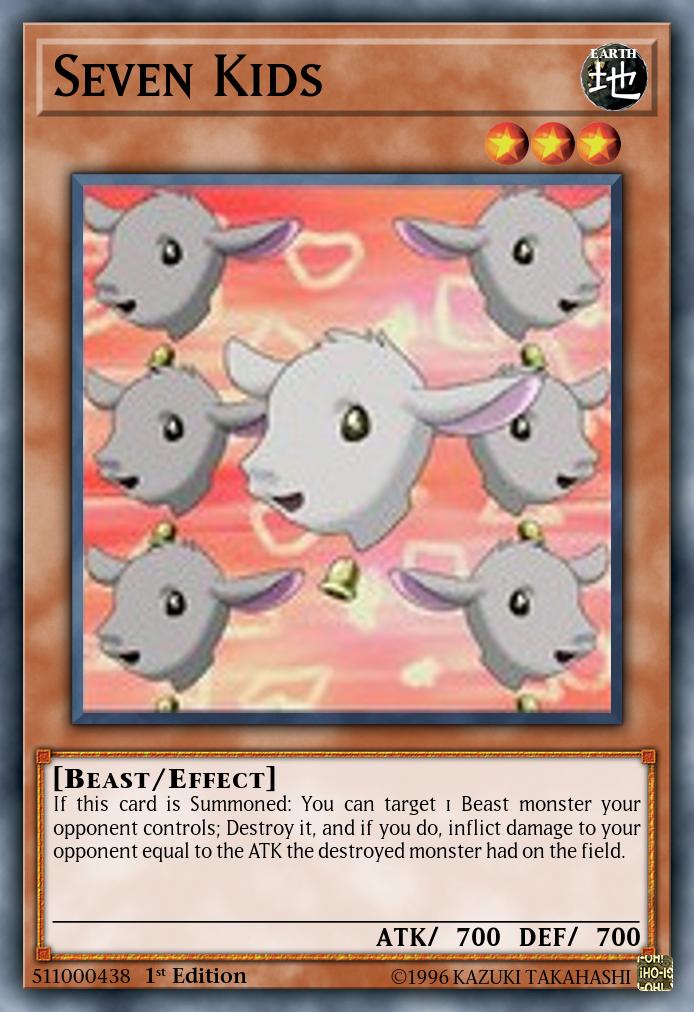 Seven Kids
EARTH
地
[Beast/Effect]
If this card is Summoned: You can target 1 Beast monster your
opponent controls; Destroy it, and if you do, inflict damage to your
opponent equal to the ATK the destroyed monster had on the field.
ATK/ 700 DEF/ 700
511000438 1st Edition ©1996 KAZUKI TAKAHASHI